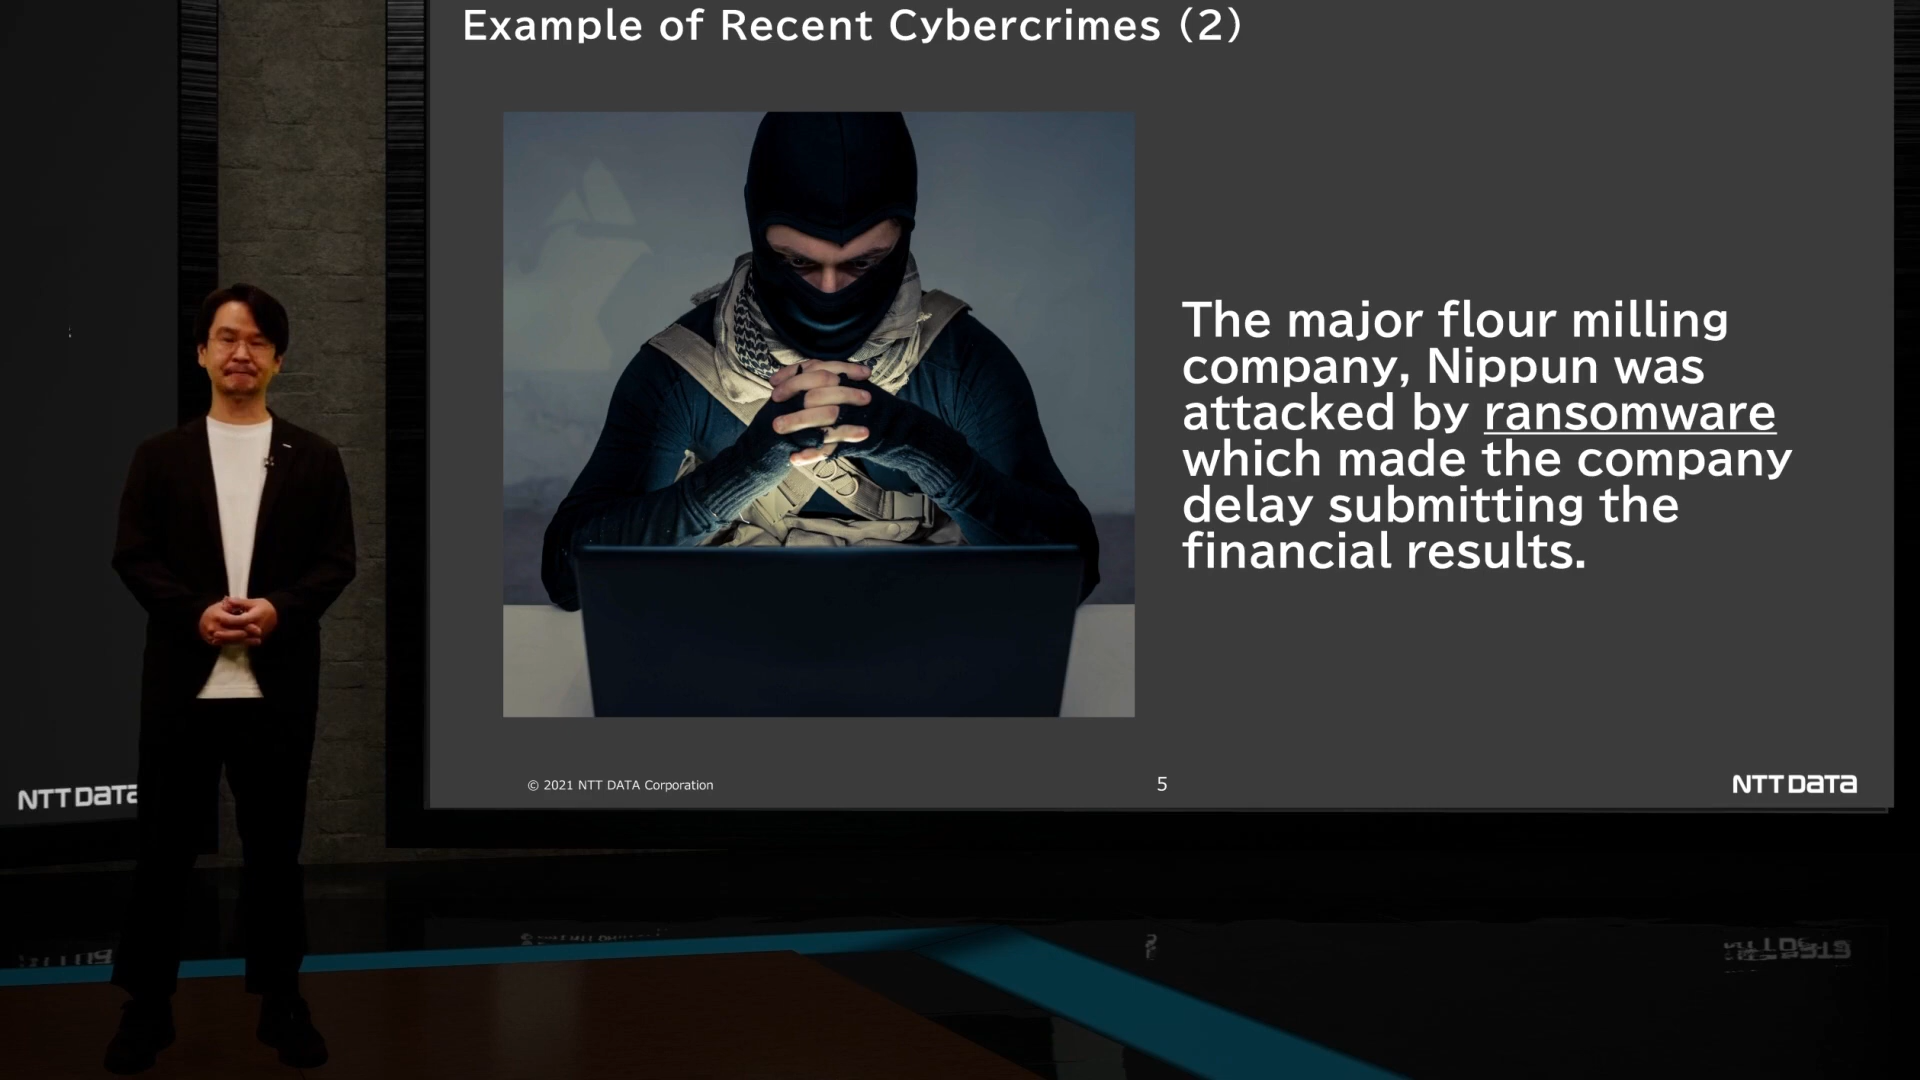 Example of Recent Cybercrimes (2)
The major flour milling
company, Nippun was
attacked by ransomware
which made the company
delay submitting the
financial results.
© 2021 NTT DATA Corporation
5
NTT DATA
NTT DATA